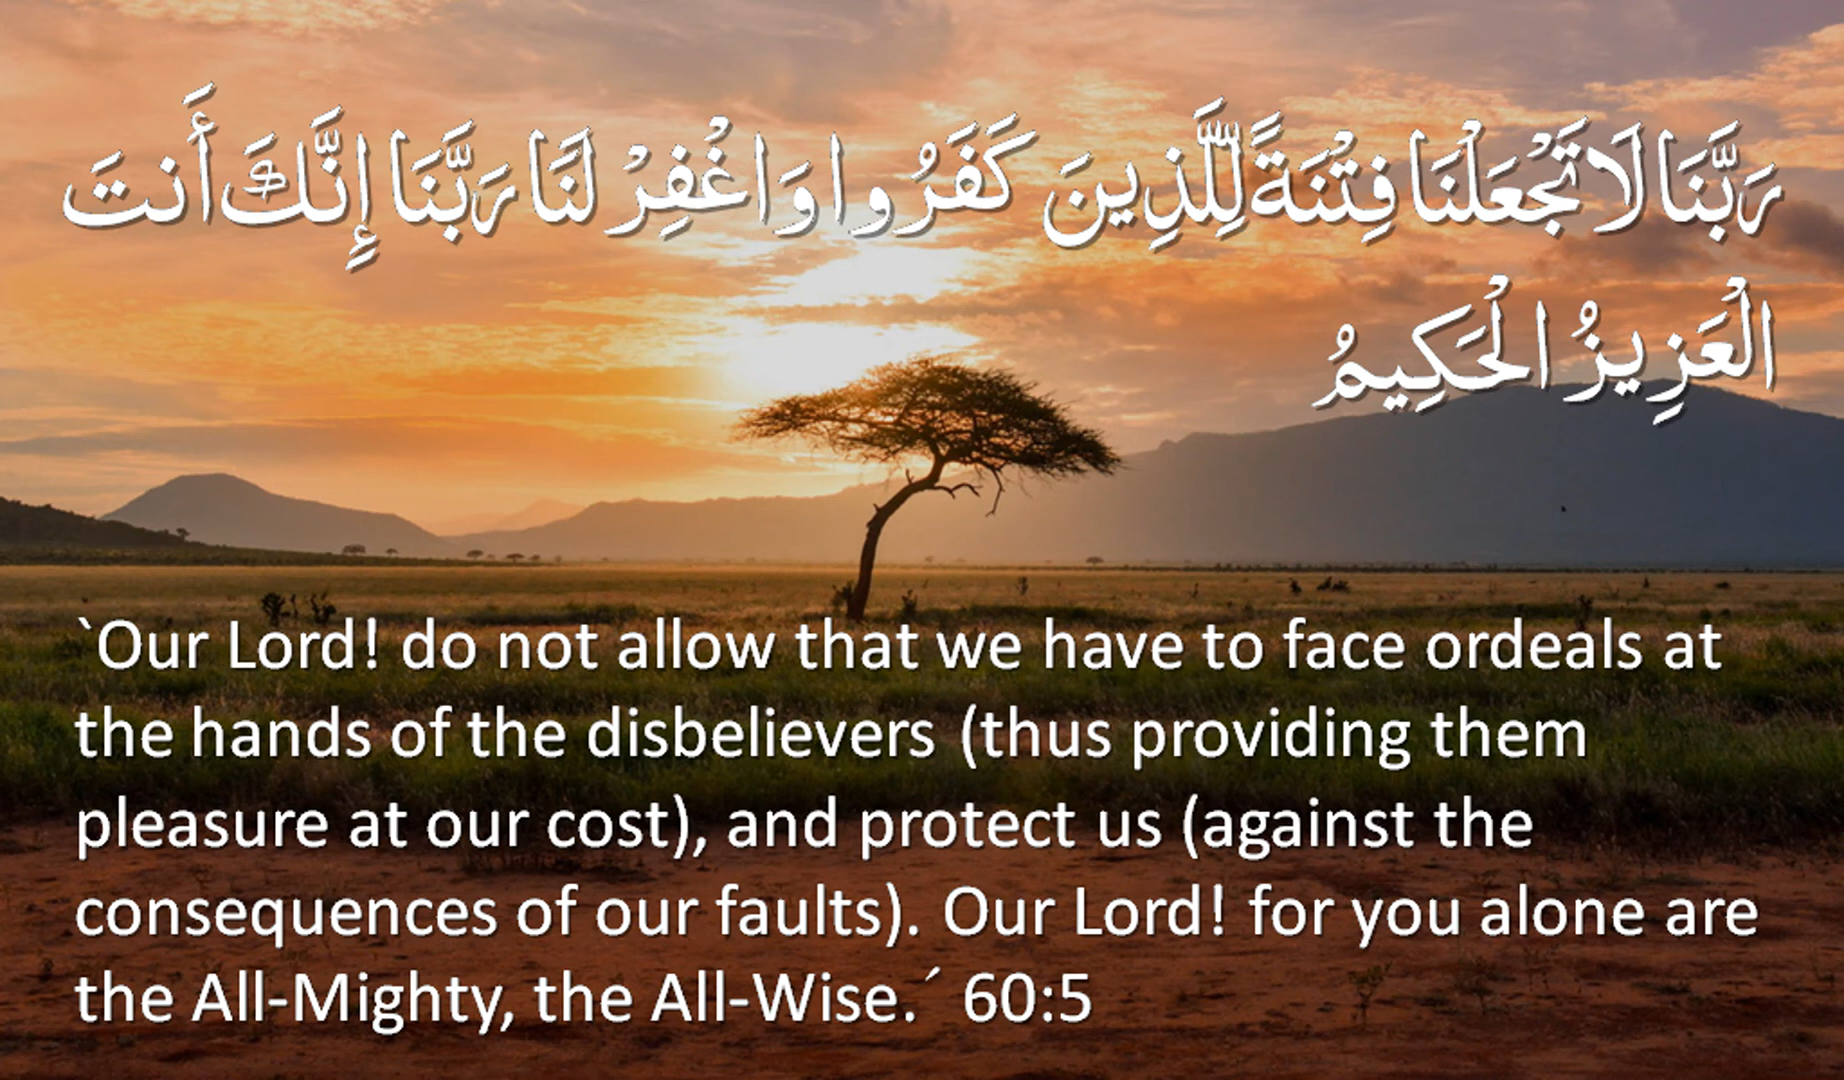 رَبَّنَا لَا تَجْعَلْنَا فِتْنَةً لِّلَّذِينَ كَفَرُوا وَاغْفِرْ لَنَا رَبَّنَا إِنَّكَ أَنتَ
الْعَزِيزُ الْحَكِيمُ
`Our Lord! do not allow that we have to face ordeals at
the hands of the disbelievers (thus providing them
pleasure at our cost), and protect us (against the
consequences of our faults). Our Lord! for you alone are
the All-Mighty, the All-Wise.´ 60:5